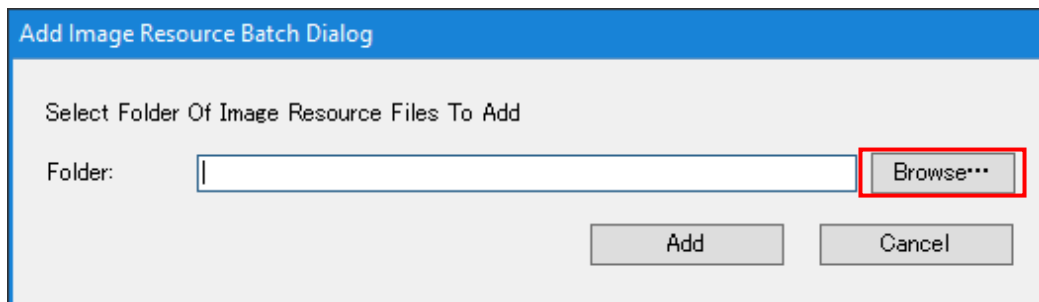 Add Image Resource Batch Dialog
Select Folder Of Image Resource Files To Add
Folder:
Browse…
Add
Cancel